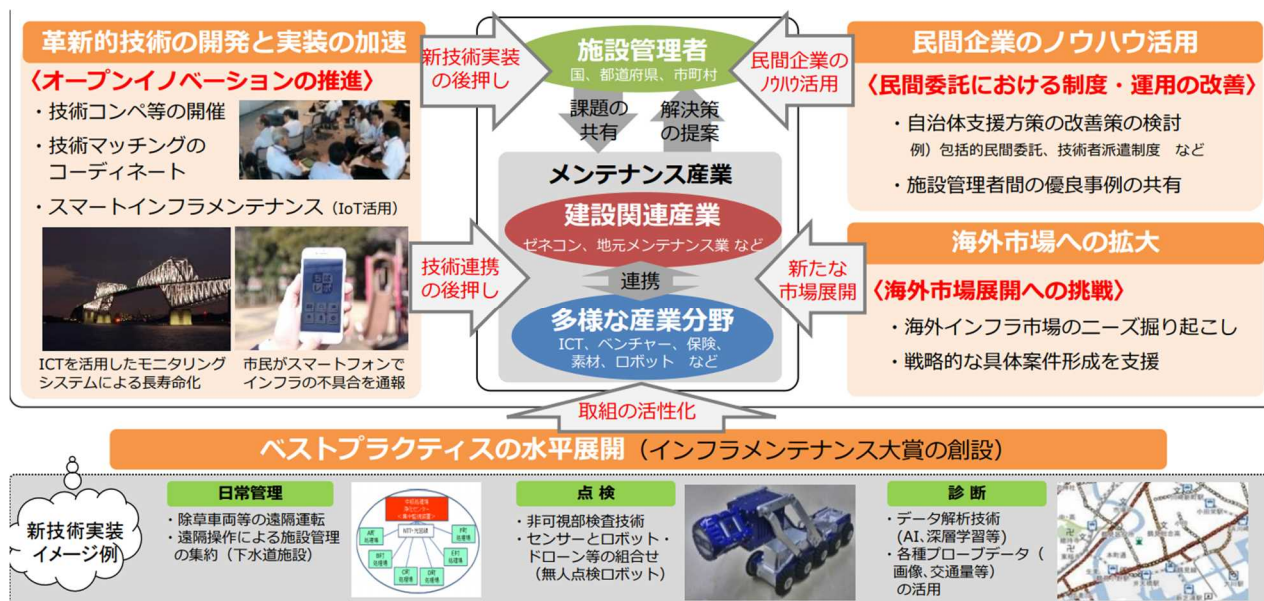 革新的技術の開発と実装の加速
〈オープンイノベーションの推進〉
・技術コンペ等の開催
・技術マッチングの
コーディネート
・スマートインフラメンテナンス（IoT活用）
ICTを活用したモニタリング
システムによる長寿命化
市民がスマートフォンで
インフラの不具合を通報
新技術実装
の後押し
技術連携
の後押し
施設管理者
国、都道府県、市町村
課題の
共有
解決策
の提案
メンテナンス産業
建設関連産業
ゼネコン、地元メンテナンス業 など
連携
多様な産業分野
ICT、ベンチャー、保険、
素材、ロボット　など
民間企業の
ノウハウ活用
新たな
市場展開
民間企業のノウハウ活用
〈民間委託における制度・運用の改善〉
・自治体支援方策の改善策の検討
例）包括的民間委託、技術者派遣制度　など
・施設管理者間の優良事例の共有
海外市場への拡大
〈海外市場展開への挑戦〉
・海外インフラ市場のニーズ掘り起こし
・戦略的な具体案件形成を支援
取組の活性化
ベストプラクティスの水平展開（インフラメンテナンス大賞の創設）
新技術実装
イメージ例
日常管理
・除草車両等の遠隔運転
・遠隔操作による施設管理
の集約（下水道施設）
点 検
・非可視部検査技術
・センサーとロボット・
ドローン等の組合せ
（無人点検ロボット）
診 断
・データ解析技術
（AI、深層学習等）
・各種プローブデータ（
画像、交通量等）
の活用